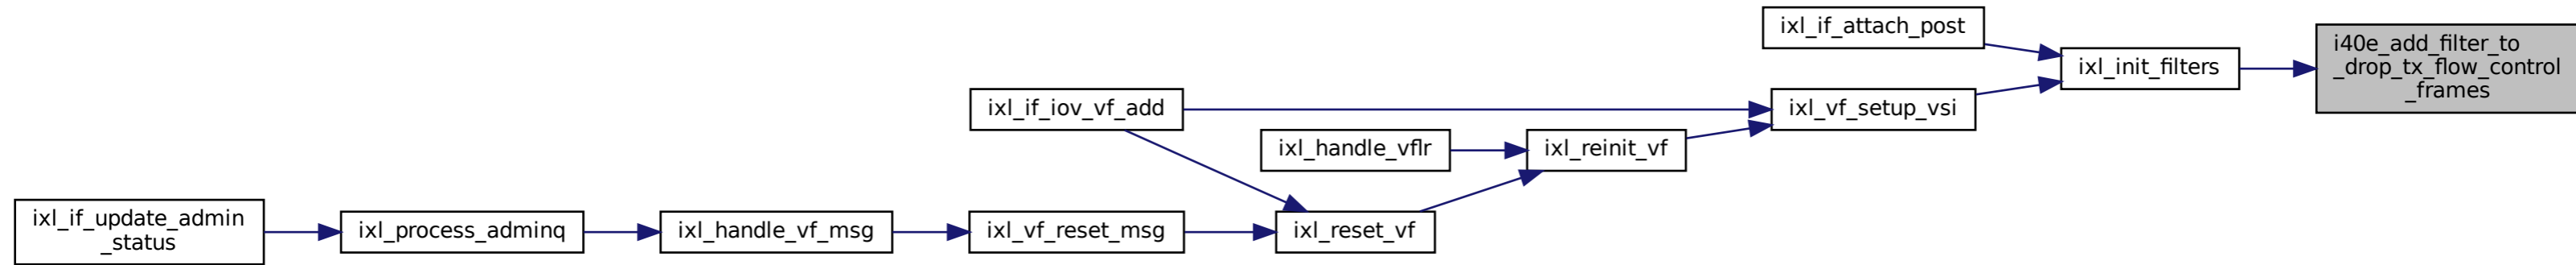 ixl_if_attach_post
i40e_add_filter_to
_drop_tx_flow_control
_frames
ixl_init_filters
ixl_if_iov_vf_add
ixl_vf_setup_vsi
ixl_handle_vflr
ixl_reinit_vf
ixl_if_update_admin
_status
ixl_process_adminq
ixl_handle_vf_msg
ixl_vf_reset_msg
ixl_reset_vf